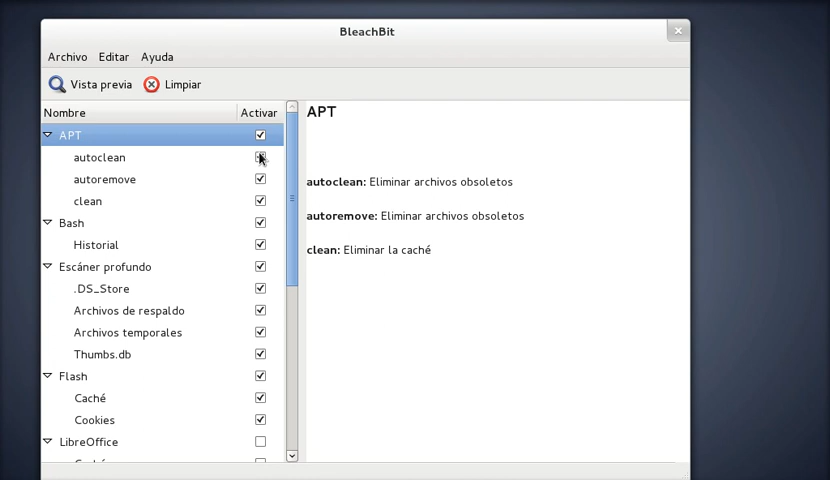 BleachBit
Archivo Editar Ayuda
Vista previa Limpiar
Nombre Activar
APT
autoclean
autoremove
clean
Bash
Historial
Escáner profundo
.DS_Store
Archivos de respaldo
Archivos temporales
Thumbs.db
Flash
Caché
Cookies
LibreOffice
APT
autoclean: Eliminar archivos obsoletos
autoremove: Eliminar archivos obsoletos
clean: Eliminar la caché